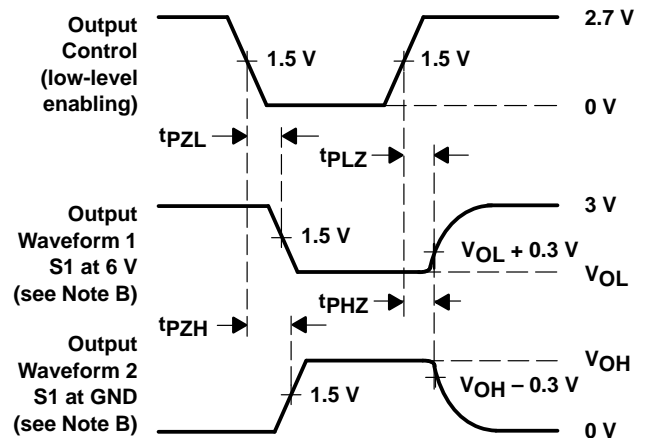 Output
Control
(low-level
enabling)
1.5 V
1.5 V
2.7 V
0 V
tPZL
tPLZ
Output
Waveform 1
S1 at 6 V
(see Note B)
1.5 V
3 V
VOL + 0.3 V
VOL
tPZH
tPHZ
Output
Waveform 2
S1 at GND
(see Note B)
1.5 V
VOH
VOH − 0.3 V
0 V